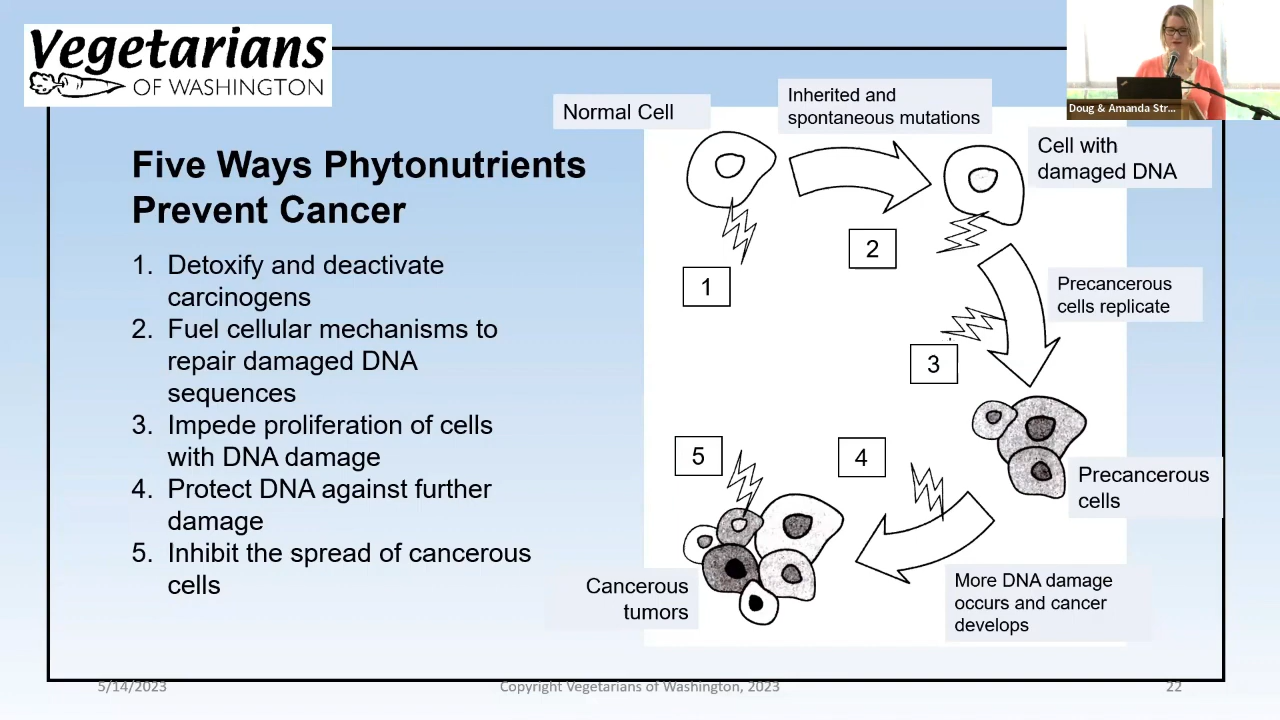 Vegetarians
OF WASHINGTON
Doug & Amanda Str...
Five Ways Phytonutrients
Prevent Cancer
1. Detoxify and deactivate
carcinogens
2. Fuel cellular mechanisms to
repair damaged DNA
sequences
3. Impede proliferation of cells
with DNA damage
4. Protect DNA against further
damage
5. Inhibit the spread of cancerous
cells
Normal Cell
Inherited and
spontaneous mutations
Cell with
damaged DNA
1
2
Precancerous
cells replicate
3
Precancerous
cells
4
More DNA damage
occurs and cancer
develops
5
Cancerous
tumors
5/14/2023
Copyright Vegetarians of Washington, 2023
22